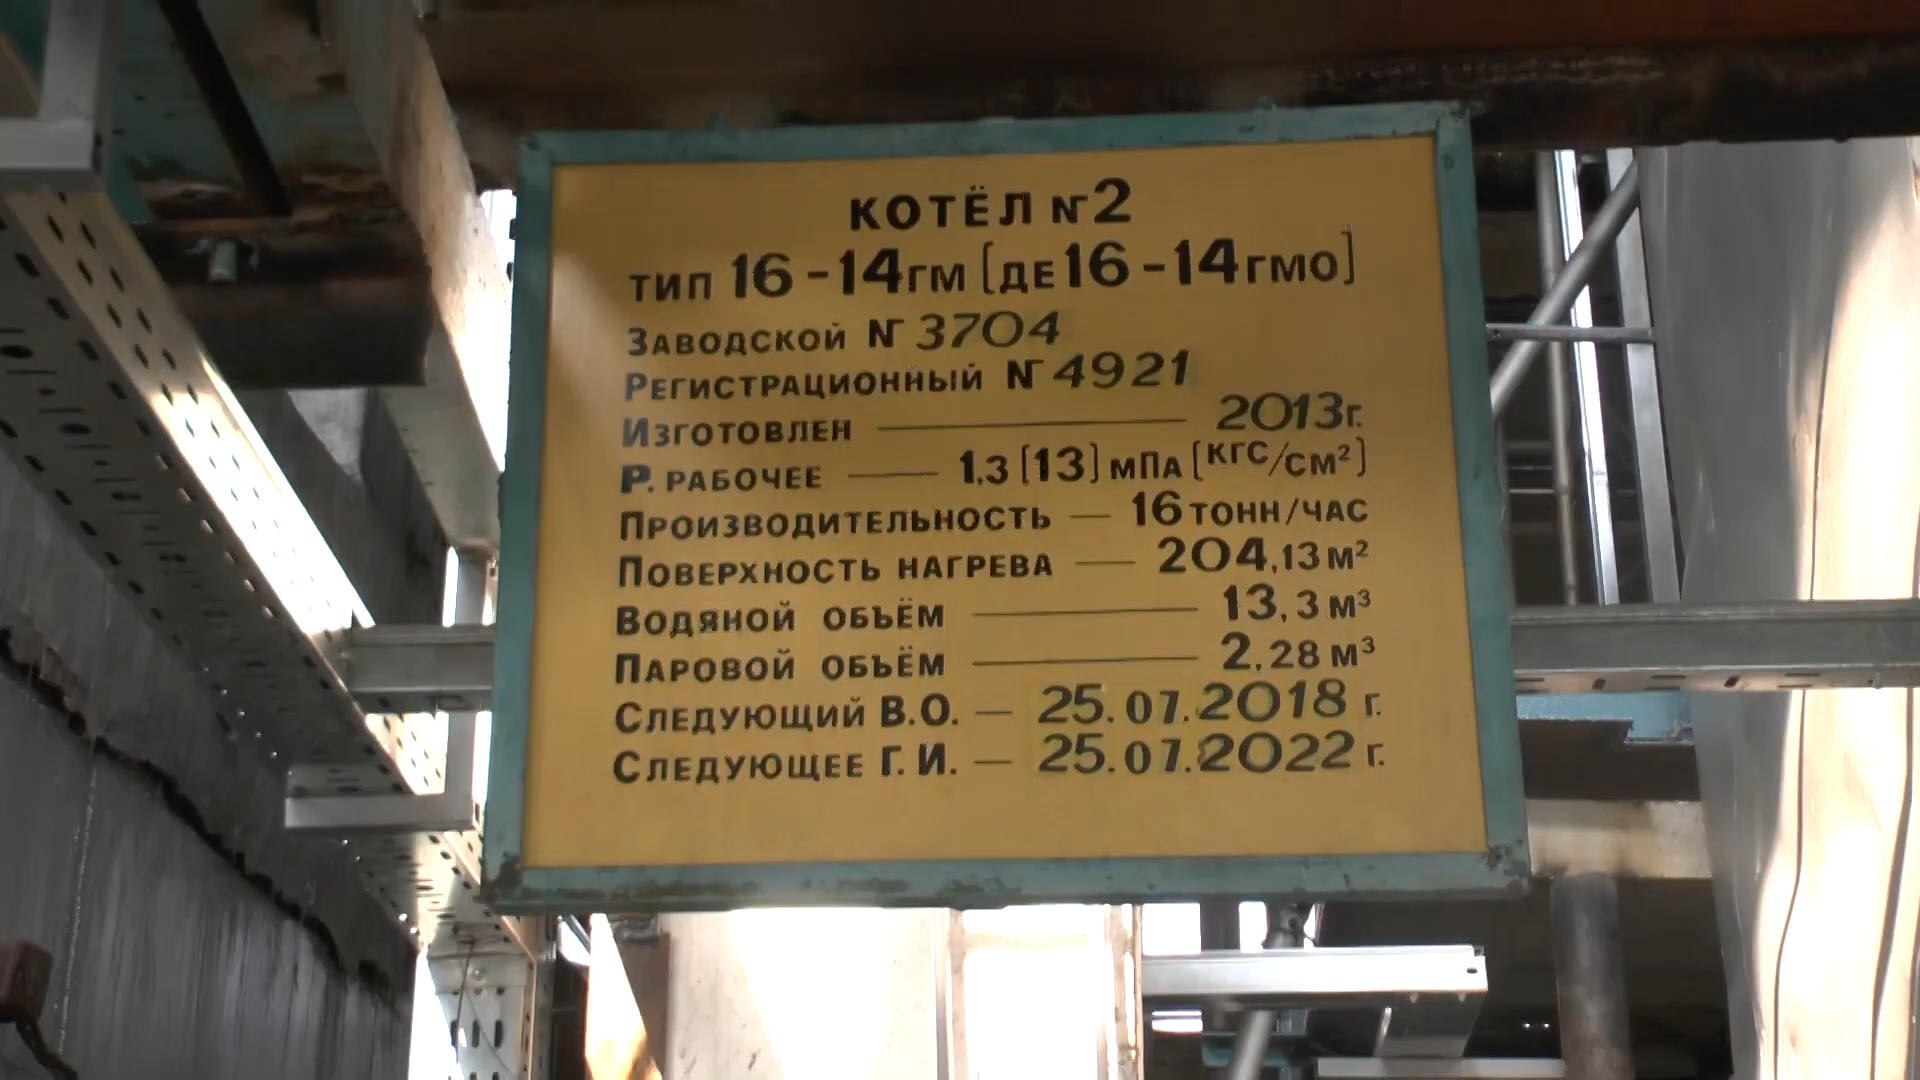 КОТЁЛ №2
ТИП 16-14ГМ [ДЕ 16-14ГМО]
ЗАВОДСКОЙ № 3704
РЕГИСТРАЦИОННЫЙ № 4921
ИЗГОТОВЛЕН — 2013г.
Р. РАБОЧЕЕ — 1,3 [13] МПА [КГС/СМ²]
ПРОИЗВОДИТЕЛЬНОСТЬ — 16 ТОНН/ЧАС
ПОВЕРХНОСТЬ НАГРЕВА — 204,13 М²
ВОДЯНОЙ ОБЪЁМ — 13,3 М³
ПАРОВОЙ ОБЪЁМ — 2,28 М³
СЛЕДУЮЩИЙ В.О. — 25.07.2018 г.
СЛЕДУЮЩЕЕ Г.И. — 25.07.2022 г.